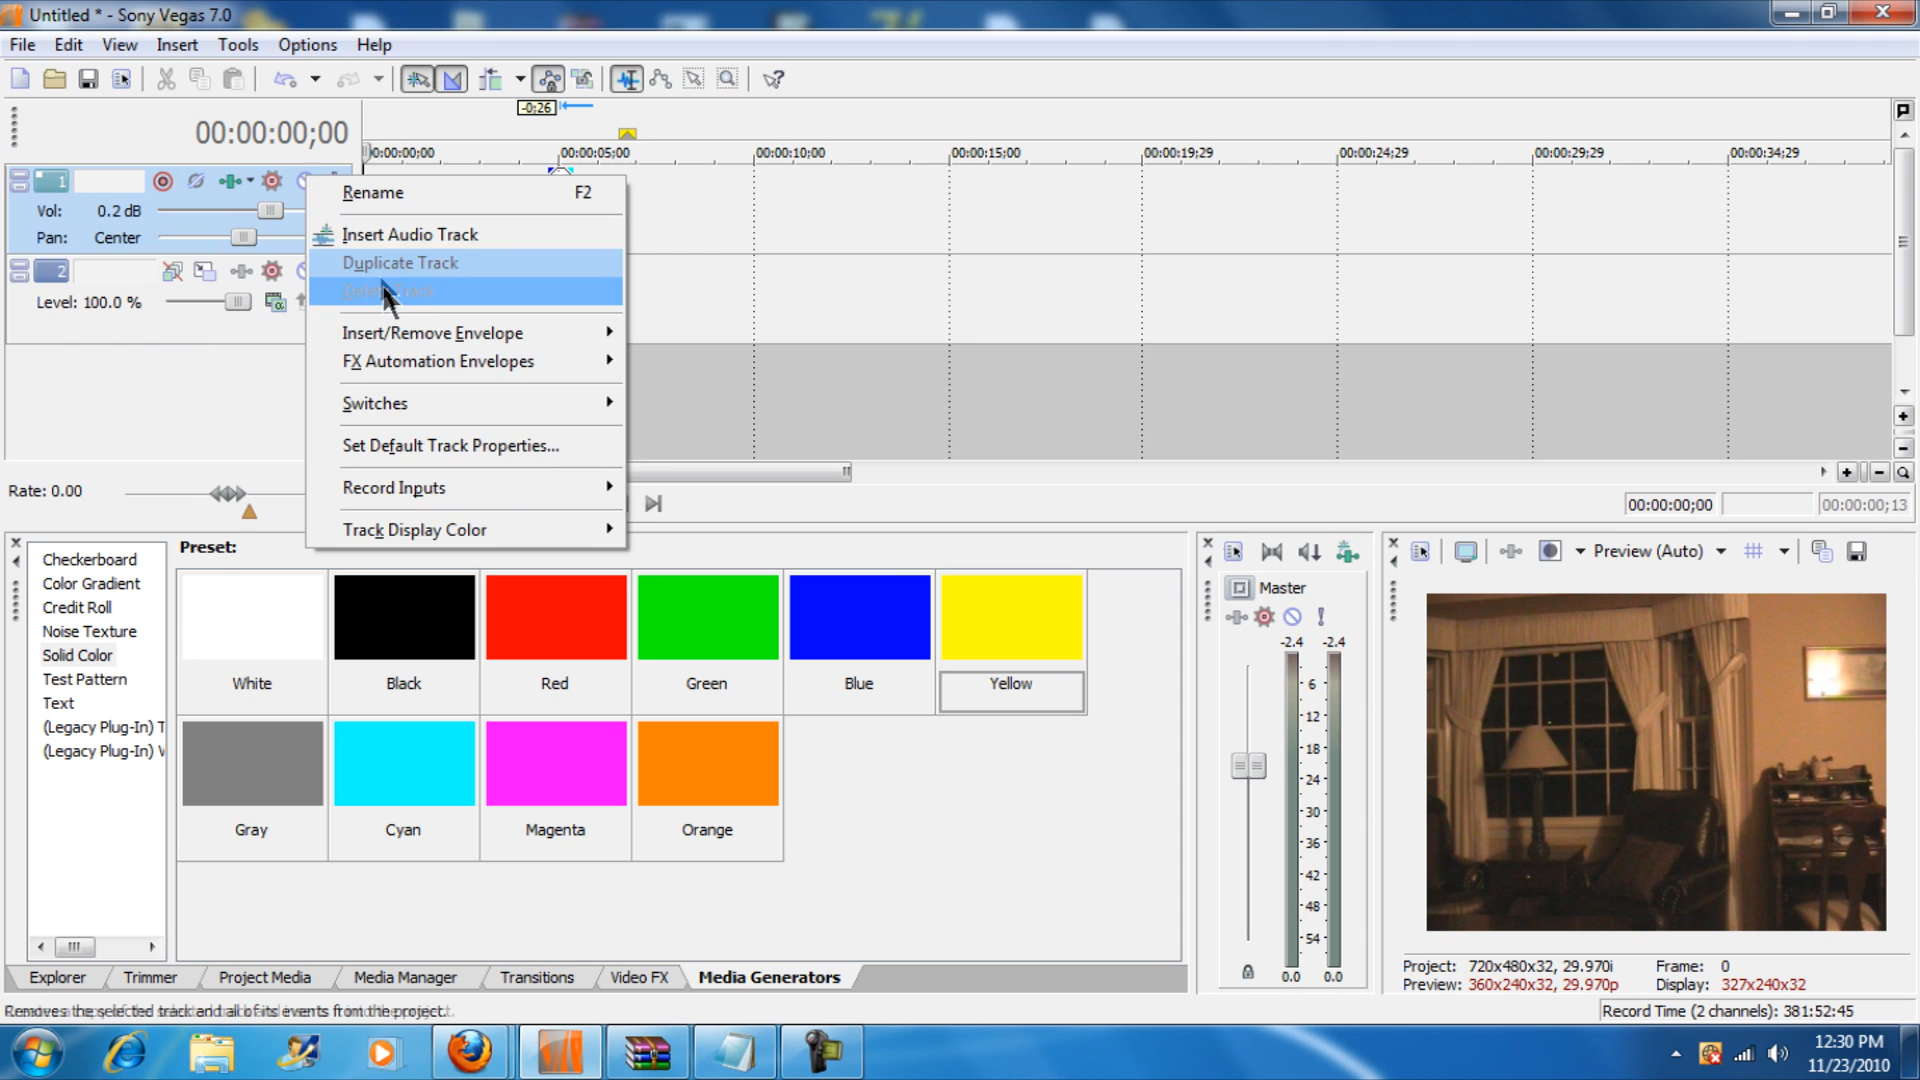 Untitled * - Sony Vegas 7.0
File Edit View Insert Tools Options Help
-0;26
00:00:00;00
00:00:00;00 00:00:05;00 00:00:10;00 00:00:15;00 00:00:19;29 00:00:24;29 00:00:29;29 00:00:34;29
1
Vol: 0.2 dB
Pan: Center
2
Level: 100.0 %
Rename F2
Insert Audio Track
Duplicate Track
Delete Track
Insert/Remove Envelope
FX Automation Envelopes
Switches
Set Default Track Properties...
Record Inputs
Track Display Color
Rate: 0.00
00:00:00;00 00:00:00;13
Checkerboard
Color Gradient
Credit Roll
Noise Texture
Solid Color
Test Pattern
Text
(Legacy Plug-In) T
(Legacy Plug-In)
Preset:
White Black Red Green Blue Yellow
Gray Cyan Magenta Orange
Master
-2.4 -2.4
6
12
18
24
30
36
42
48
54
0.0 0.0
Preview (Auto)
Project: 720x480x32, 29.970i Frame: 0
Preview: 360x240x32, 29.970p Display: 327x240x32
Explorer Trimmer Project Media Media Manager Transitions Video FX Media Generators
Removes the selected track and all of its events from the project.
Record Time (2 channels): 381:52:45
12:30 PM
11/23/2010